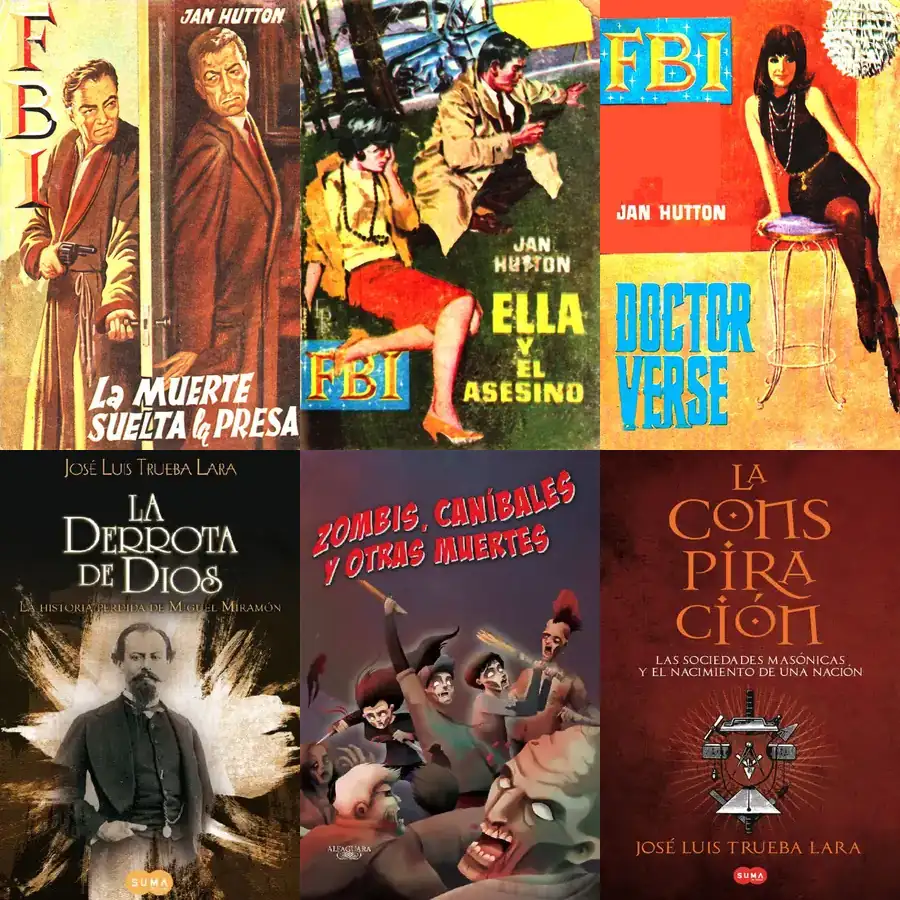 FBI
JAN HUTTON
La MUERTE
SUELTA la PRESA
JAN
HUTTON
ELLA
Y
EL
ASESINO
FBI
FBI
JAN HUTTON
DOCTOR
VERSE
JOSÉ LUIS TRUEBA LARA
LA
DERROTA
DE DIOS
LA HISTORIA PERDIDA DE MIGUEL MIRAMÓN
SUMA
ZOMBIS, CANÍBALES
Y OTRAS MUERTES
ALFAGUARA
LA
CONS
PIRA
CIÓN
LAS SOCIEDADES MASÓNICAS
Y EL NACIMIENTO DE UNA NACIÓN
JOSÉ LUIS TRUEBA LARA
SUMA